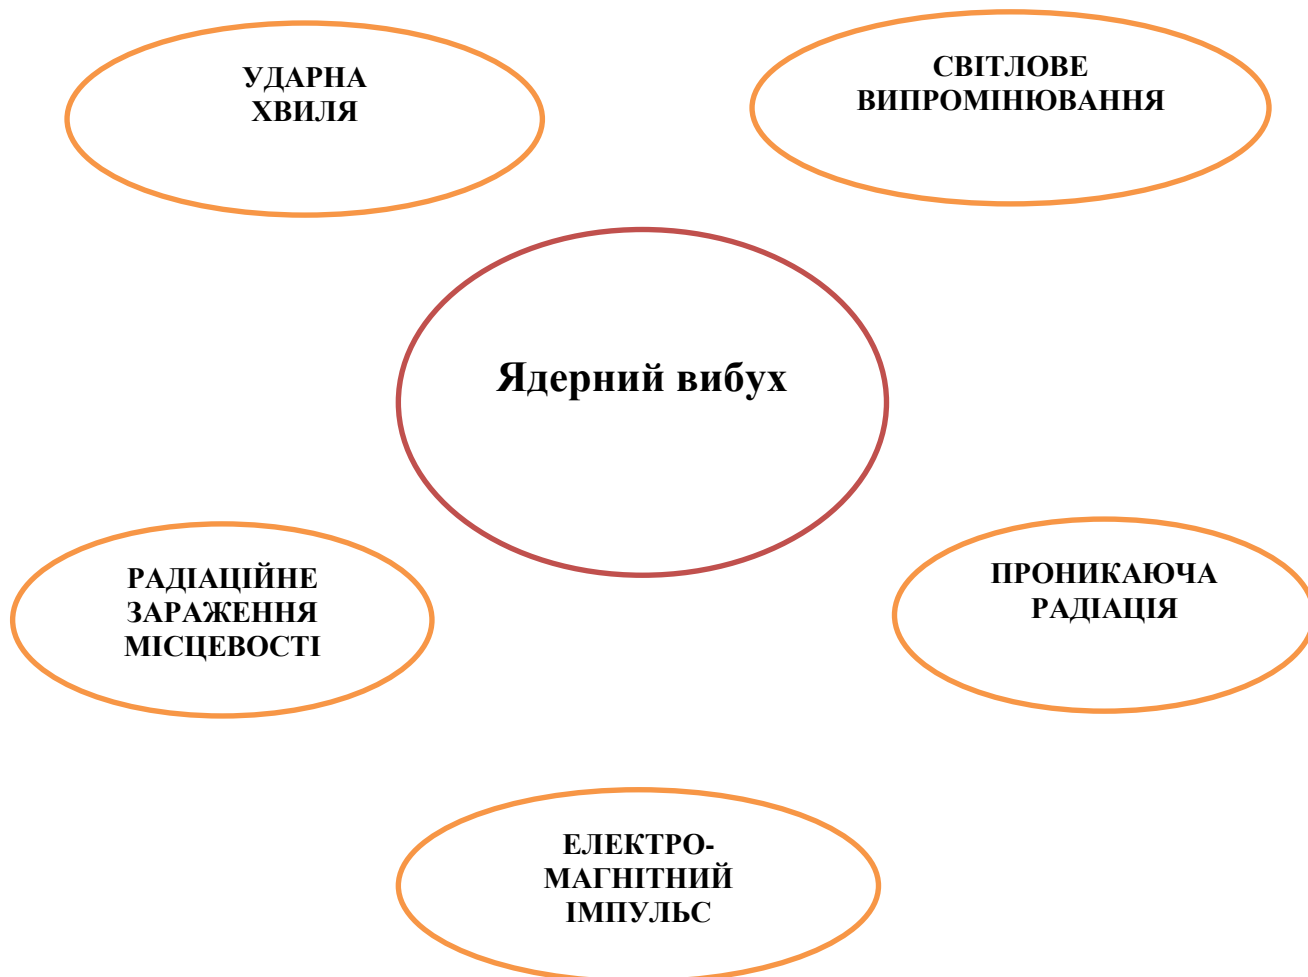 УДАРНА
ХВИЛЯ
СВІТЛОВЕ
ВИПРОМІНЮВАННЯ
Ядерний вибух
РАДІАЦІЙНЕ
ЗАРАЖЕННЯ
МІСЦЕВОСТІ
ПРОНИКАЮЧА
РАДІАЦІЯ
ЕЛЕКТРО-
МАГНІТНИЙ
ІМПУЛЬС